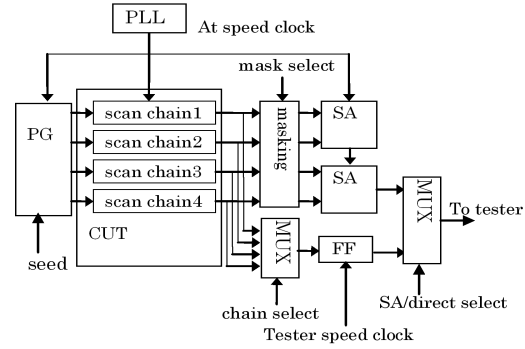 PLL
At speed clock
mask select
PG
scan chain1
scan chain2
scan chain3
scan chain4
masking
SA
SA
MUX
To tester
CUT
seed
MUX
FF
SA/direct select
chain select
Tester speed clock